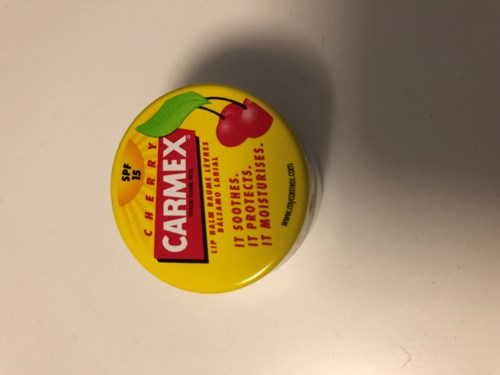 SPF
15
CHERRY
CARMEX
LIP BALM BAUME LÈVRES
BÁLSAMO LABIAL
IT SOOTHES.
IT PROTECTS.
IT MOISTURISES.
www.mycarmex.com